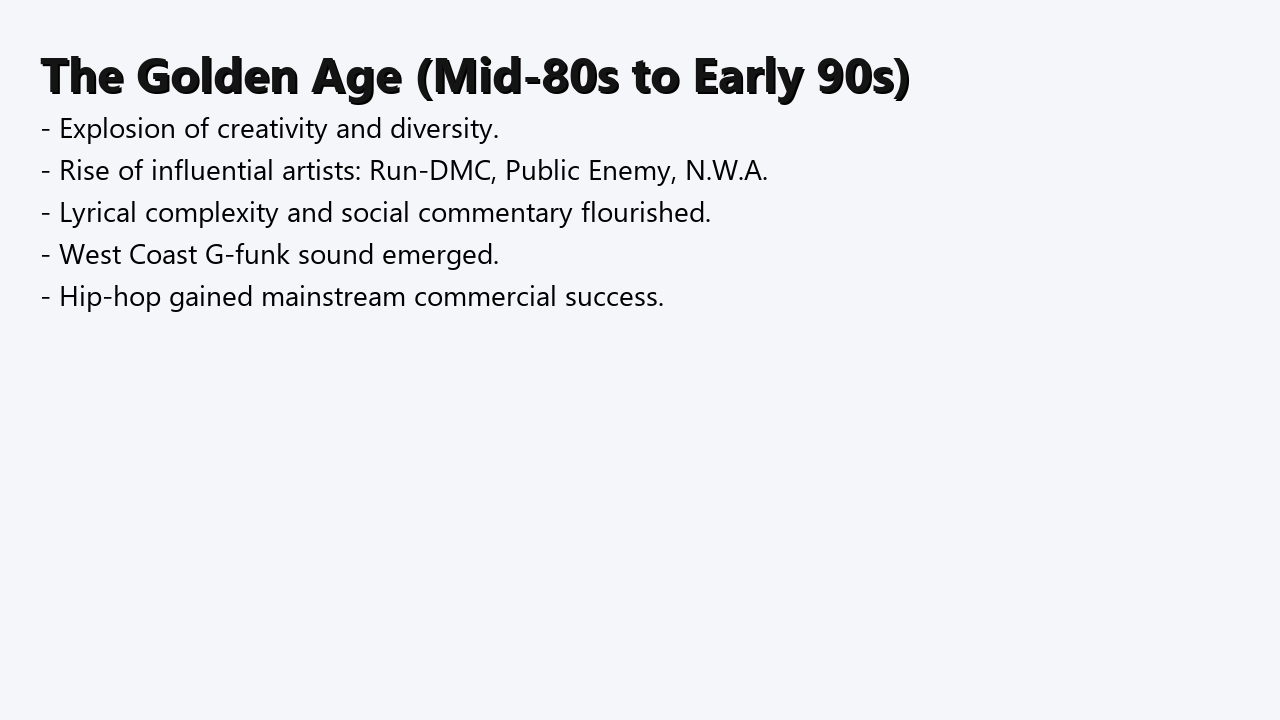 The Golden Age (Mid-80s to Early 90s)
- Explosion of creativity and diversity.
- Rise of influential artists: Run-DMC, Public Enemy, N.W.A.
- Lyrical complexity and social commentary flourished.
- West Coast G-funk sound emerged.
- Hip-hop gained mainstream commercial success.